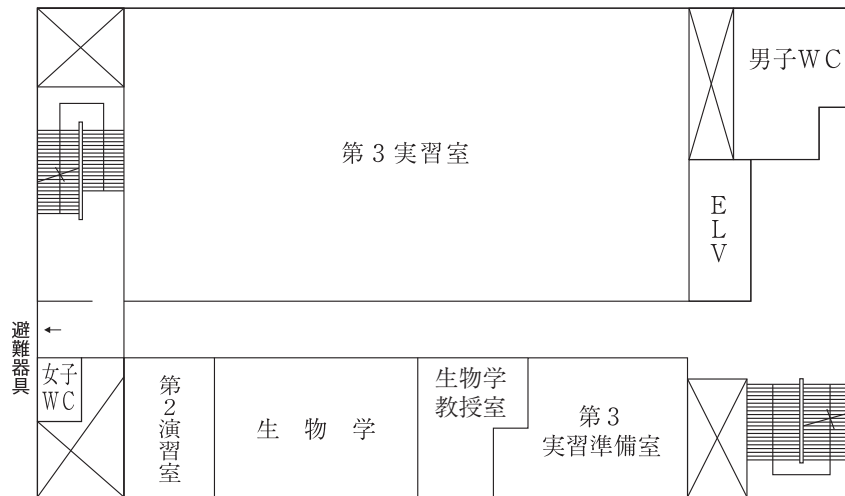 男子WC
第3実習室
ELV
避難器具
←
女子
WC
第2演習室
生物学
生物学
教授室
第3
実習準備室